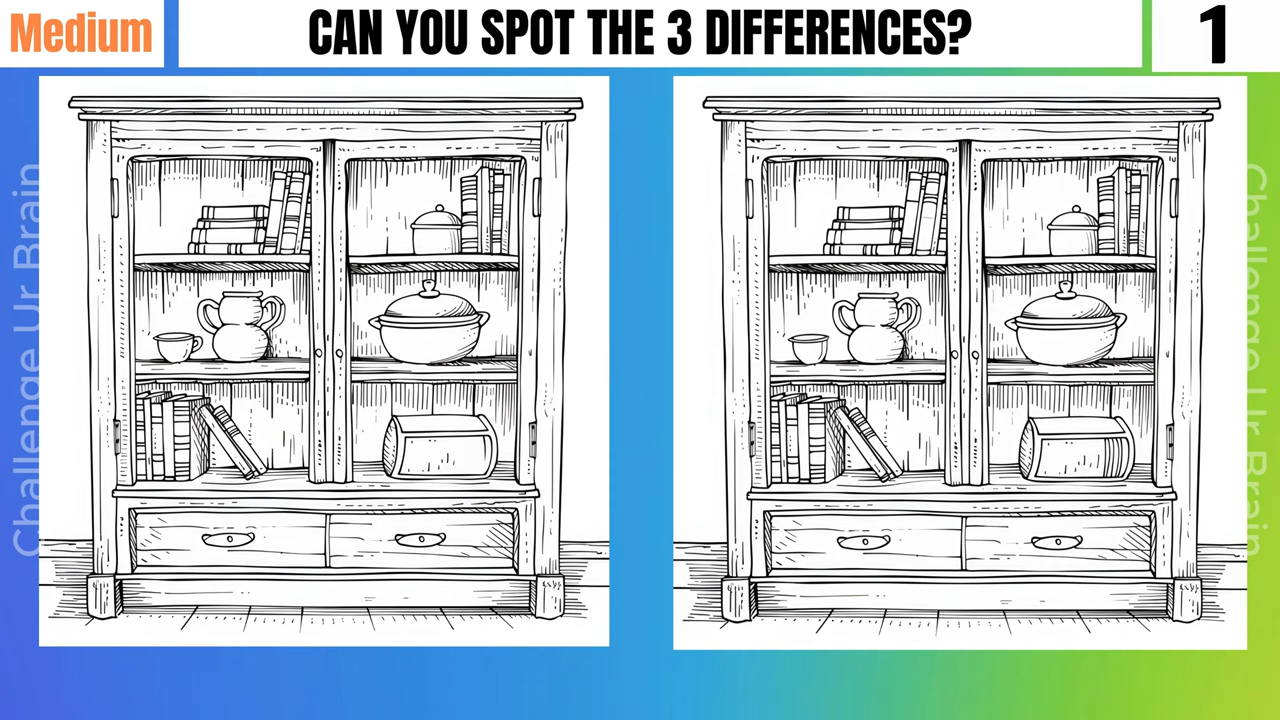 Medium
CAN YOU SPOT THE 3 DIFFERENCES?
1
Challenge Ur Brain
Challenge Ur Brain